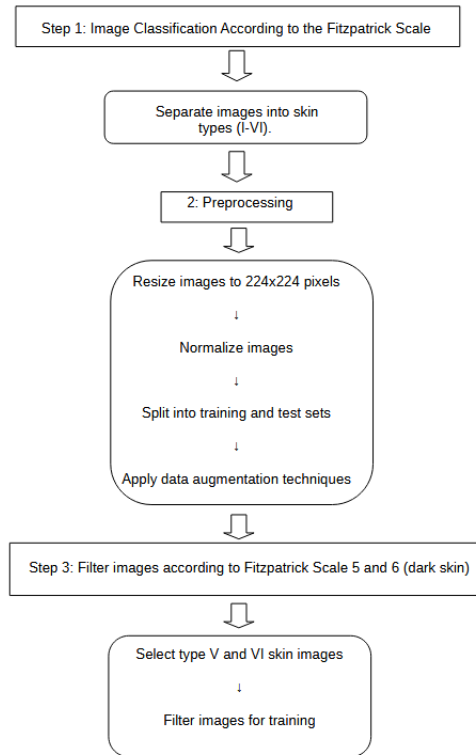 Step 1: Image Classification According to the Fitzpatrick Scale
Separate images into skin
types (I-VI).
2: Preprocessing
Resize images to 224x224 pixels
↓
Normalize images
↓
Split into training and test sets
↓
Apply data augmentation techniques
Step 3: Filter images according to Fitzpatrick Scale 5 and 6 (dark skin)
Select type V and VI skin images
↓
Filter images for training